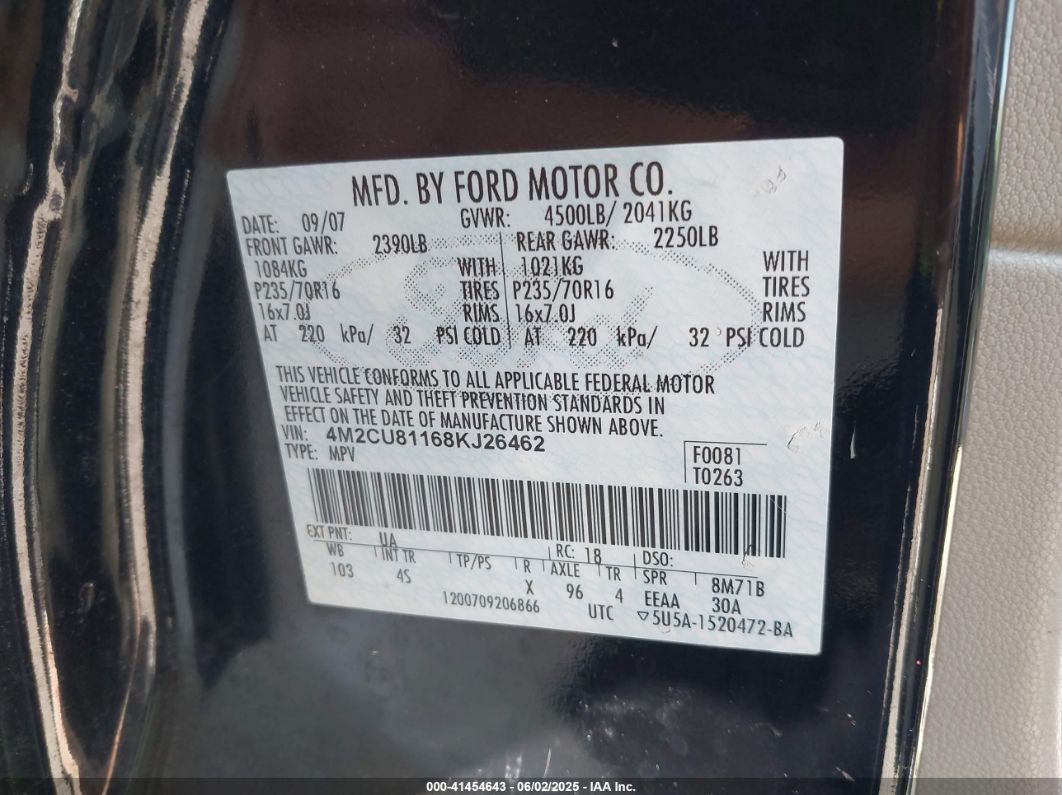 MFD. BY FORD MOTOR CO.
DATE: 09/07 GVWR: 4500LB/ 2041KG
FRONT GAWR: 2390LB REAR GAWR: 2250LB
1084KG WITH 1021KG WITH
P235/70R16 TIRES P235/70R16 TIRES
16x7.0J RIMS 16x7.0J RIMS
AT 220 kPa/ 32 PSI COLD AT 220 kPa/ 32 PSI COLD
THIS VEHICLE CONFORMS TO ALL APPLICABLE FEDERAL MOTOR
VEHICLE SAFETY AND THEFT PREVENTION STANDARDS IN
EFFECT ON THE DATE OF MANUFACTURE SHOWN ABOVE.
VIN: 4M2CU81168KJ26462
TYPE: MPV
F0081
T0263
EXT PNT: UA RC: 18 DSO:
WB INT TR TP/PS R AXLE TR SPR 8M71B
103 4S X 96 4 EEAA 30A
1200709206866 UTC ▽5U5A-1520472-BA
000-41454643 - 06/02/2025 - IAA Inc.